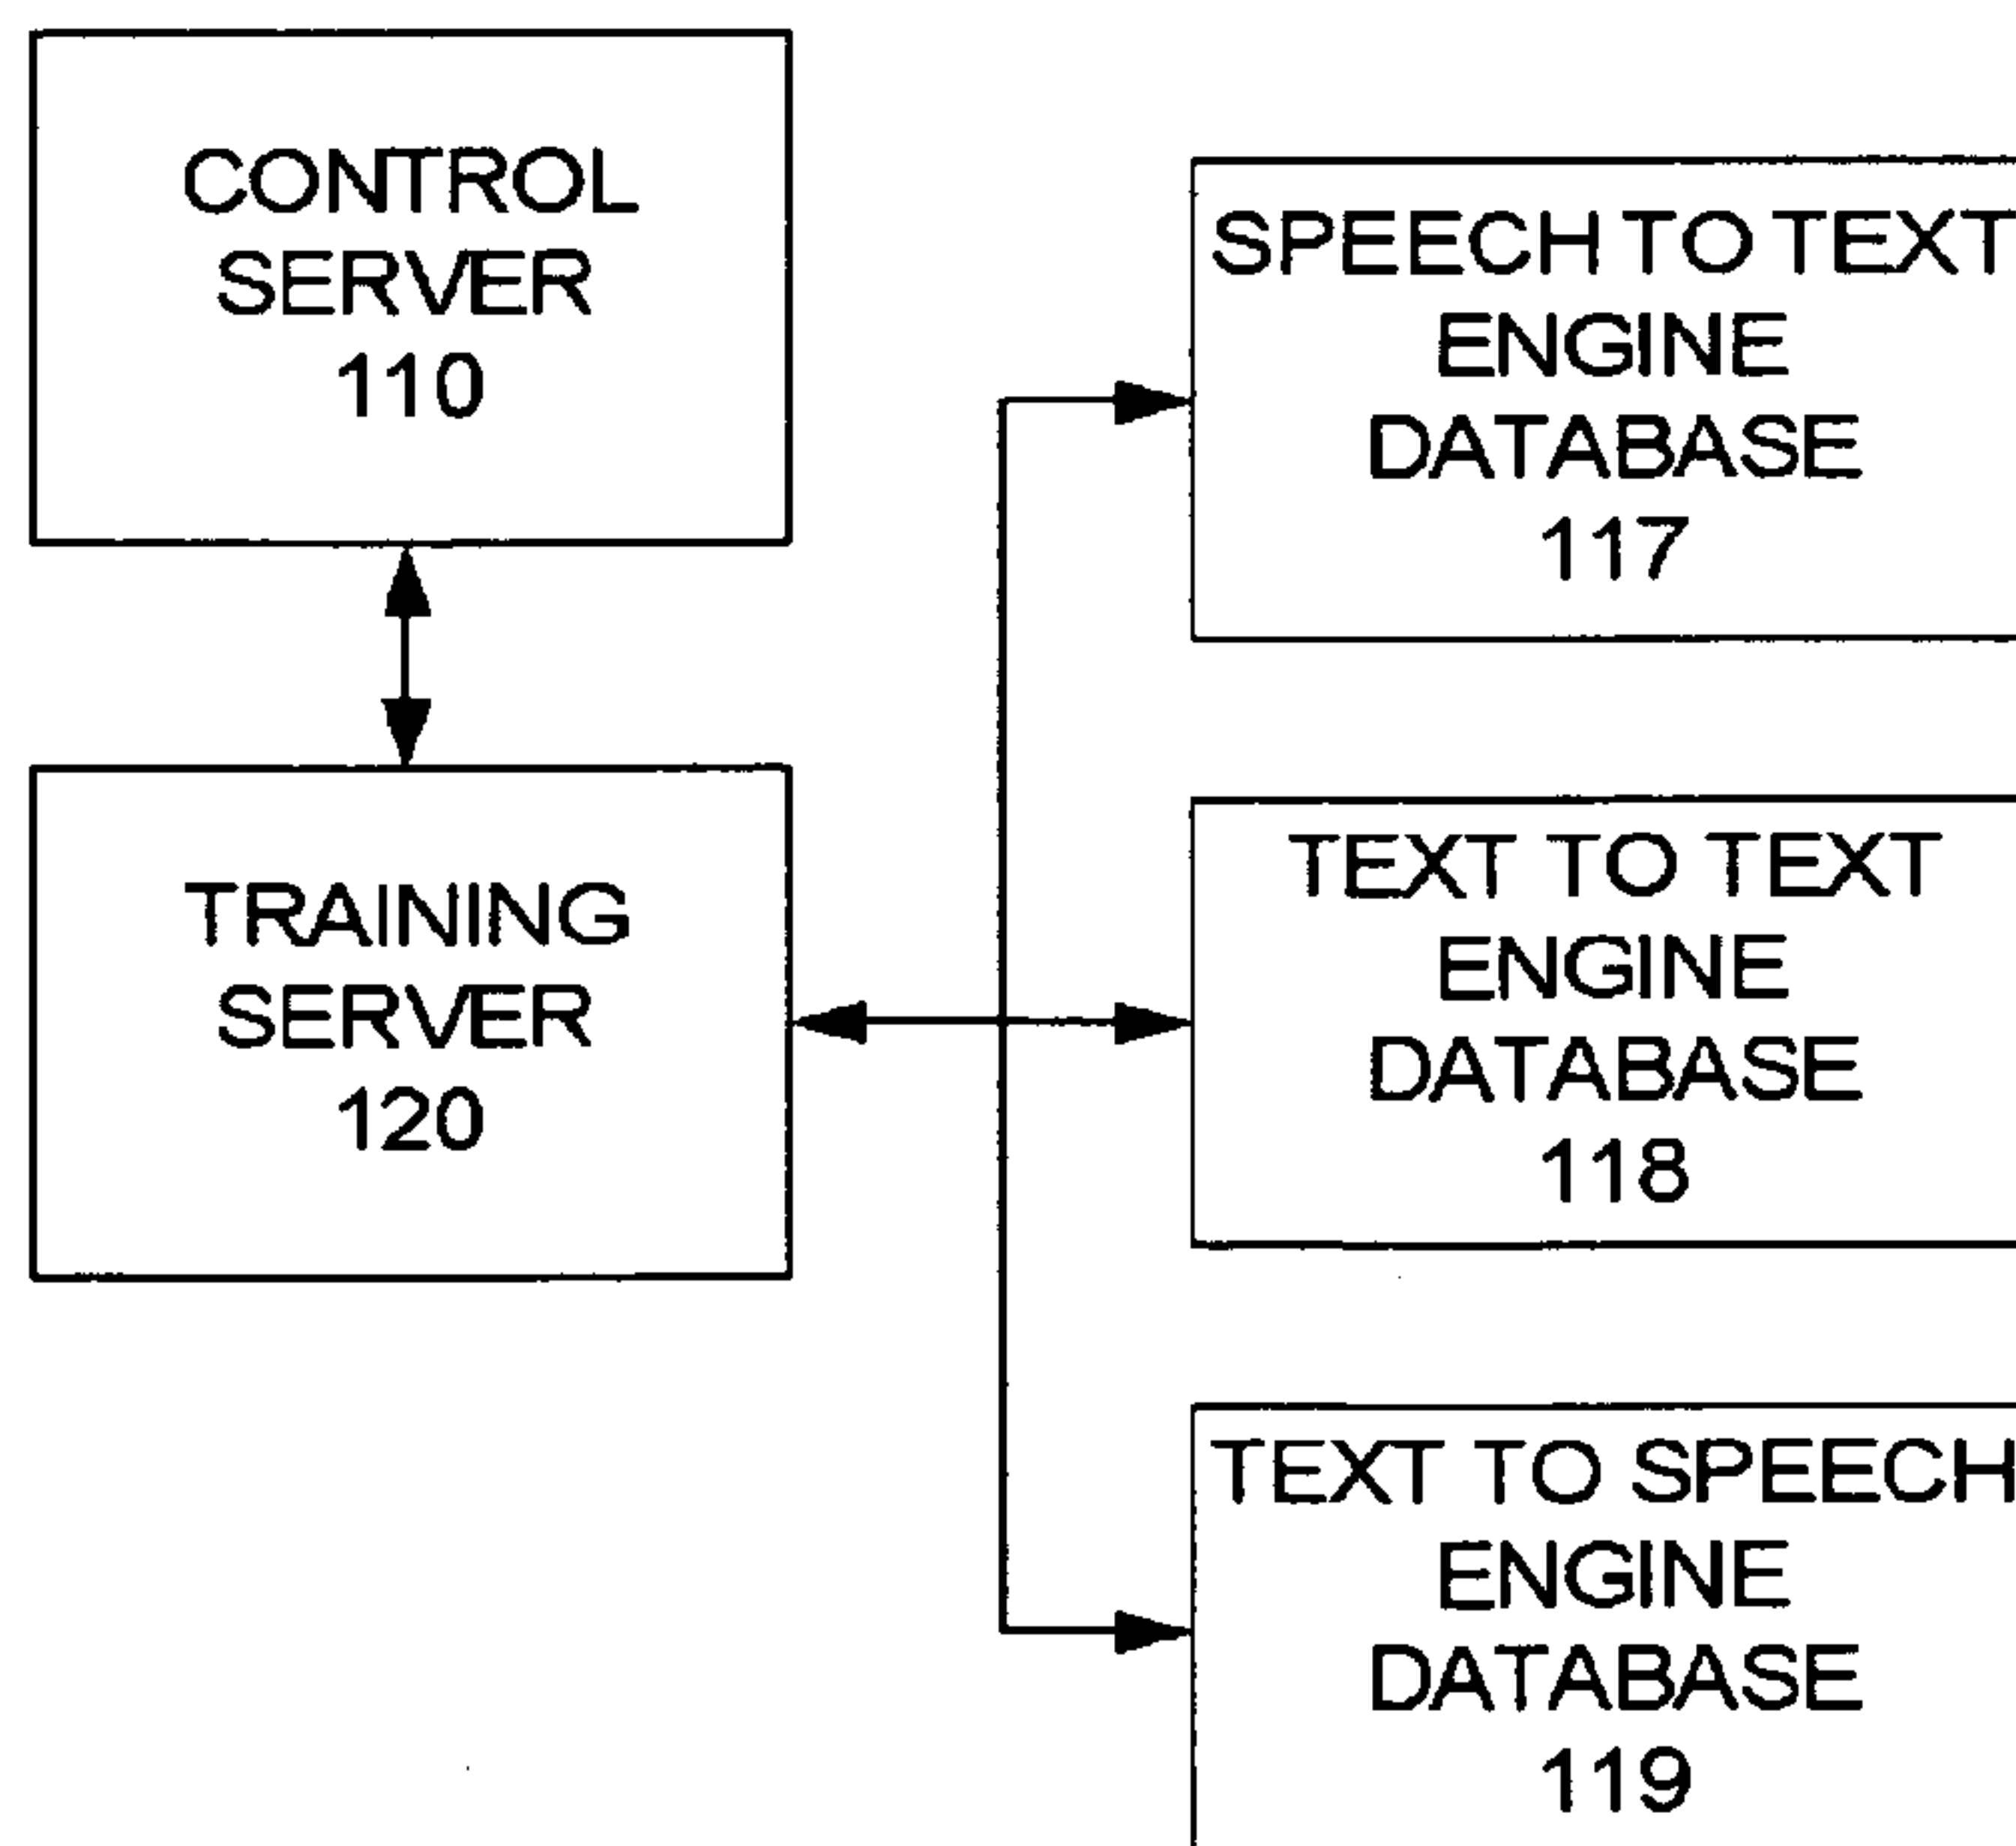 CONTROL
SERVER
110
SPEECH TO TEXT
ENGINE
DATABASE
117
TRAINING
SERVER
120
TEXT TO TEXT
ENGINE
DATABASE
118
TEXT TO SPEECH
ENGINE
DATABASE
119